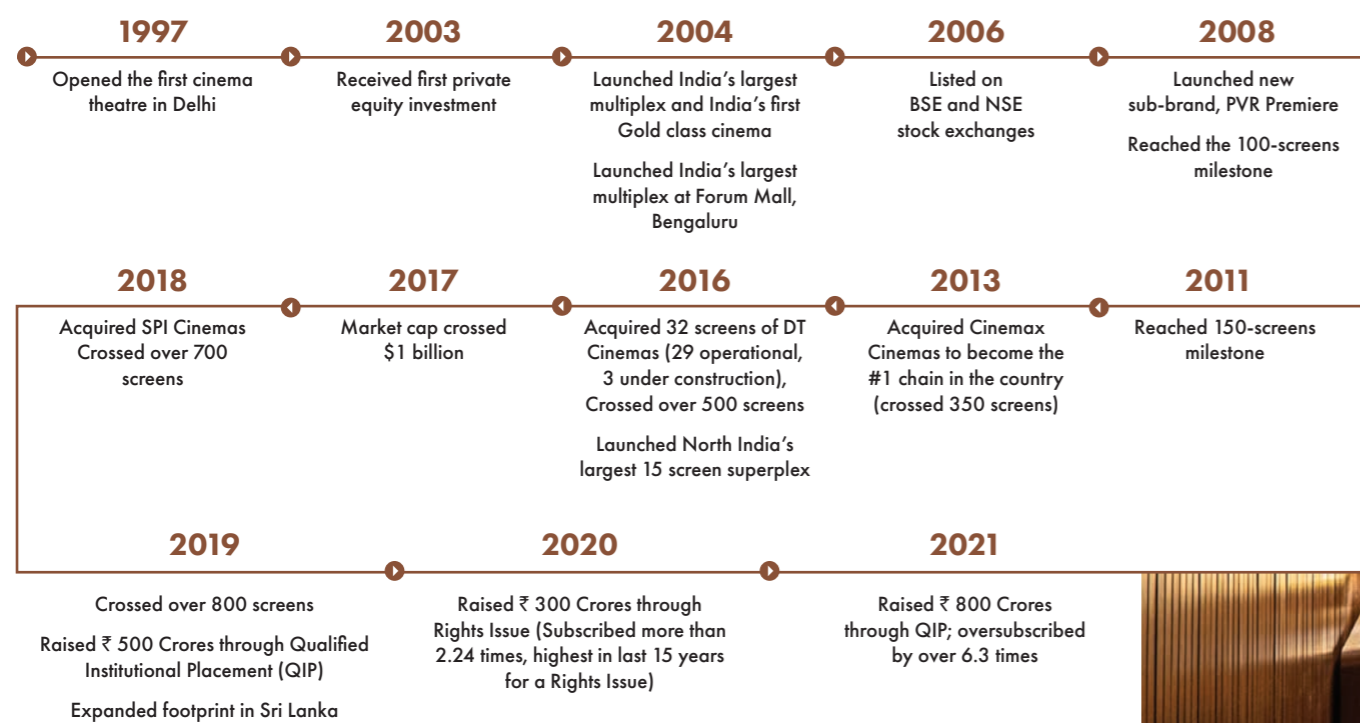 1997
Opened the first cinema
theatre in Delhi
2003
Received first private
equity investment
2004
Launched India’s largest
multiplex and India’s first
Gold class cinema
Launched India’s largest
multiplex at Forum Mall,
Bengaluru
2006
Listed on
BSE and NSE
stock exchanges
2008
Launched new
sub-brand, PVR Premiere
Reached the 100-screens
milestone
2011
Reached 150-screens
milestone
2013
Acquired Cinemax
Cinemas to become the
#1 chain in the country
(crossed 350 screens)
2016
Acquired 32 screens of DT
Cinemas (29 operational,
3 under construction),
Crossed over 500 screens
Launched North India’s
largest 15 screen superplex
2017
Market cap crossed
$1 billion
2018
Acquired SPI Cinemas
Crossed over 700
screens
2019
Crossed over 800 screens
Raised ₹ 500 Crores through Qualified
Institutional Placement (QIP)
Expanded footprint in Sri Lanka
2020
Raised ₹ 300 Crores through
Rights Issue (Subscribed more than
2.24 times, highest in last 15 years
for a Rights Issue)
2021
Raised ₹ 800 Crores
through QIP; oversubscribed
by over 6.3 times